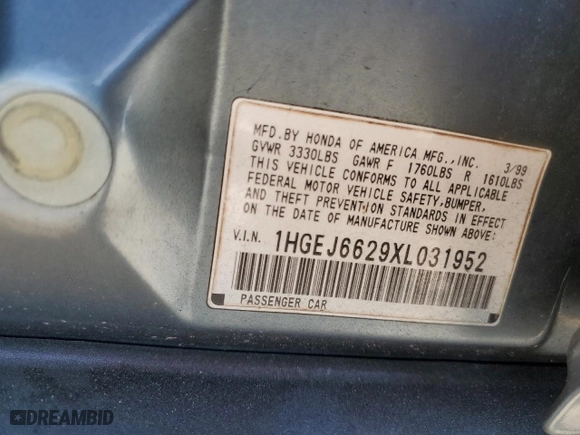 MFD.BY HONDA OF AMERICA MFG.,INC. 3/99
GVWR 3330LBS GAWR F 1760LBS R 1610LBS
THIS VEHICLE CONFORMS TO ALL APPLICABLE
FEDERAL MOTOR VEHICLE SAFETY,BUMPER,
AND THEFT PREVENTION STANDARDS IN EFFECT
ON THE DATE OF MANUFACTURE SHOWN ABOVE:
V.I.N. 1HGEJ6629XL031952
PASSENGER CAR
DREAMBID